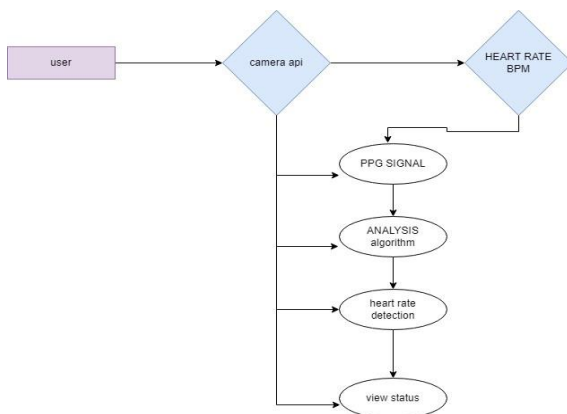 user
camera api
HEART RATE
BPM
PPG SIGNAL
ANALYSIS
algorithm
heart rate
detection
view status